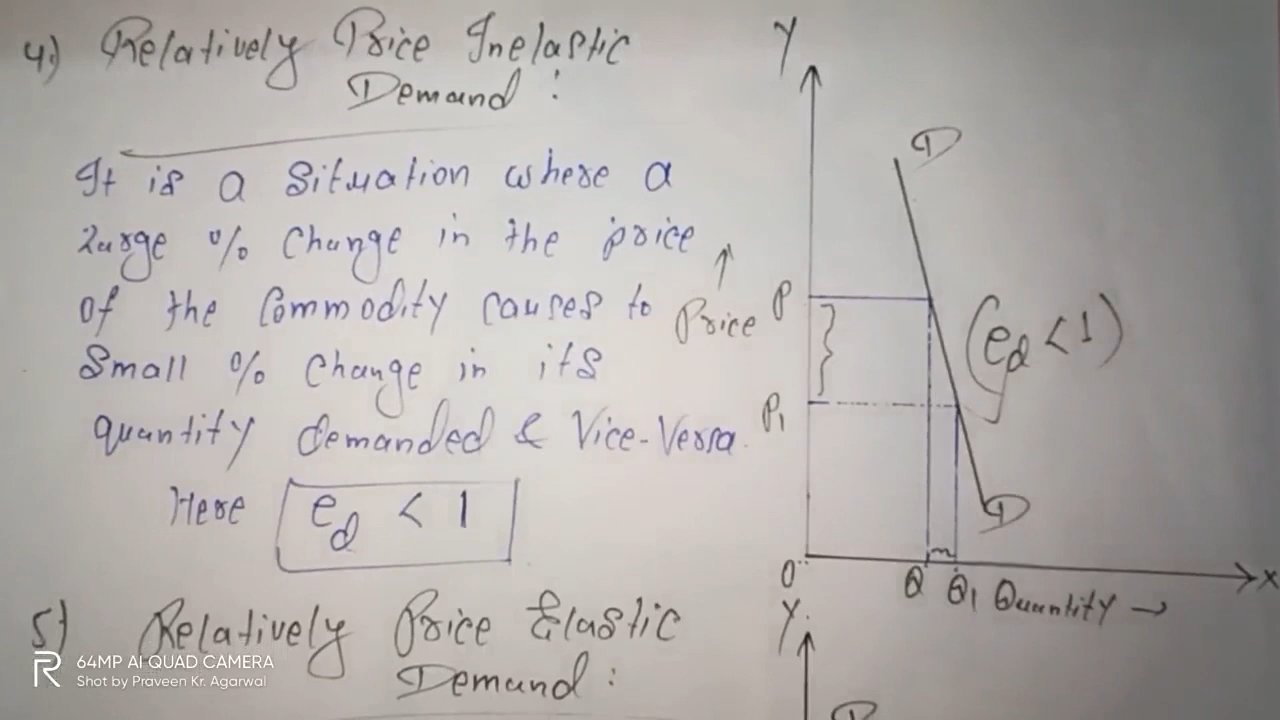 4.) Relatively Price Inelastic
Demand :
It is a Situation where a
large % Change in the price
of the Commodity causes to
Small % Change in its
quantity demanded & Vice-Versa.
Here ed < 1
Y
D
Price
P
P1
(ed < 1)
D
O
Q
Q1
Quantity →
X
5) Relatively Price Elastic
Demand :
Y
D
R
64MP AI QUAD CAMERA
Shot by Praveen Kr. Agarwal